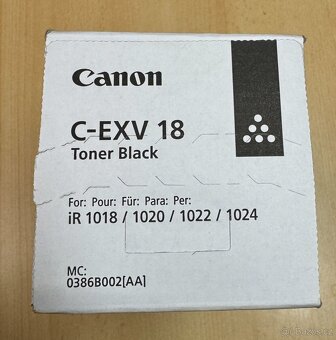 Canon
C-EXV 18
Toner Black
For: Pour: Für: Para: Per:
iR 1018 / 1020 / 1022 / 1024
MC:
0386B002[AA]